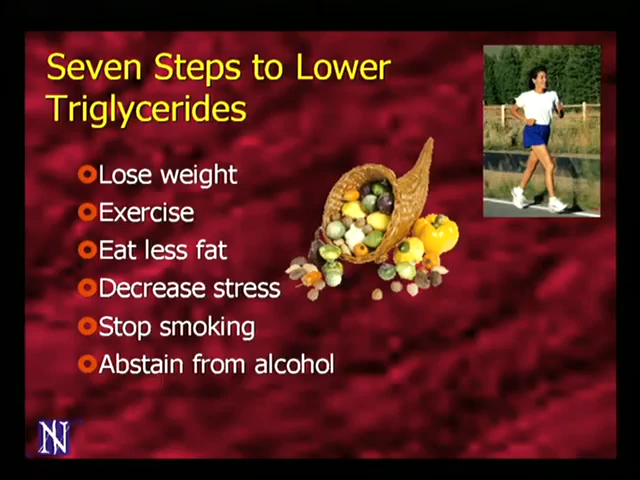 Seven Steps to Lower
Triglycerides
Lose weight
Exercise
Eat less fat
Decrease stress
Stop smoking
Abstain from alcohol
N